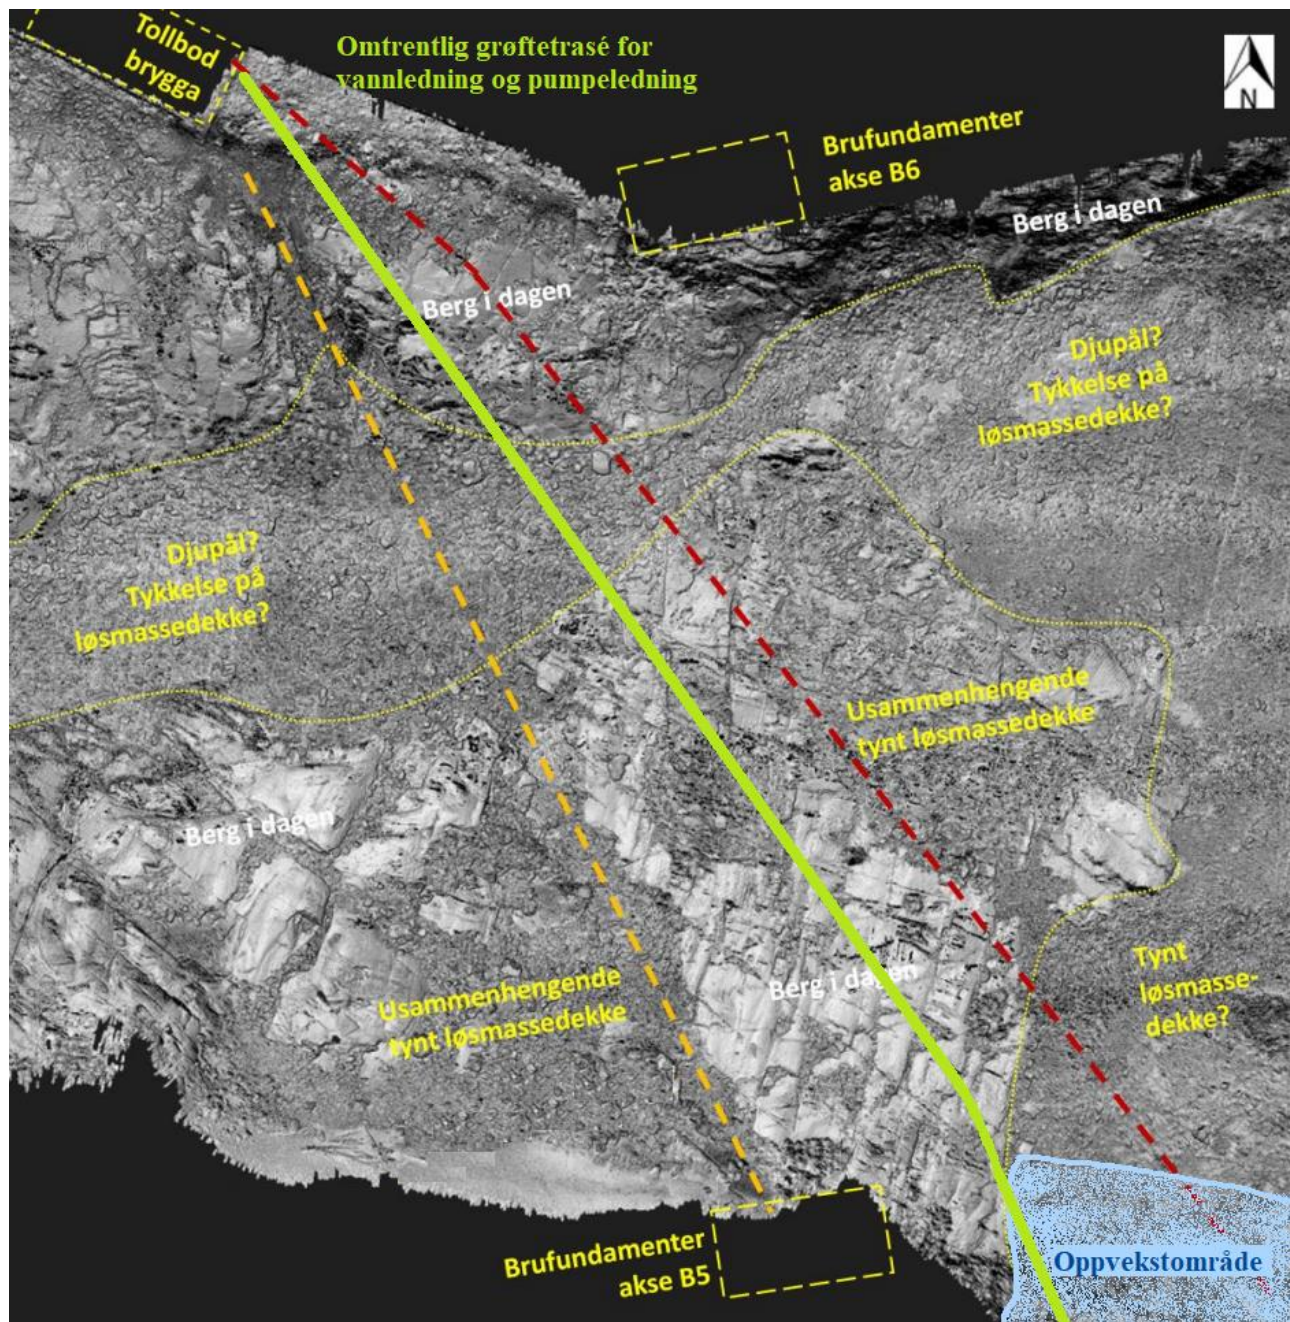 Tollbod
brygga
Omtrentlig grøftetrasé for
vannledning og pumpeledning
N
Brufundamenter
akse B6
Berg i dagen
Berg i dagen
Djupål?
Tykkelse på
løsmassedekke?
Djupål?
Tykkelse på
løsmassedekke?
Usammenhengende
tynt løsmassedekke
Berg i dagen
Tynt
løsmasse-
dekke?
Berg i dagen
Usammenhengende
tynt løsmassedekke
Brufundamenter
akse B5
Oppvekstområde